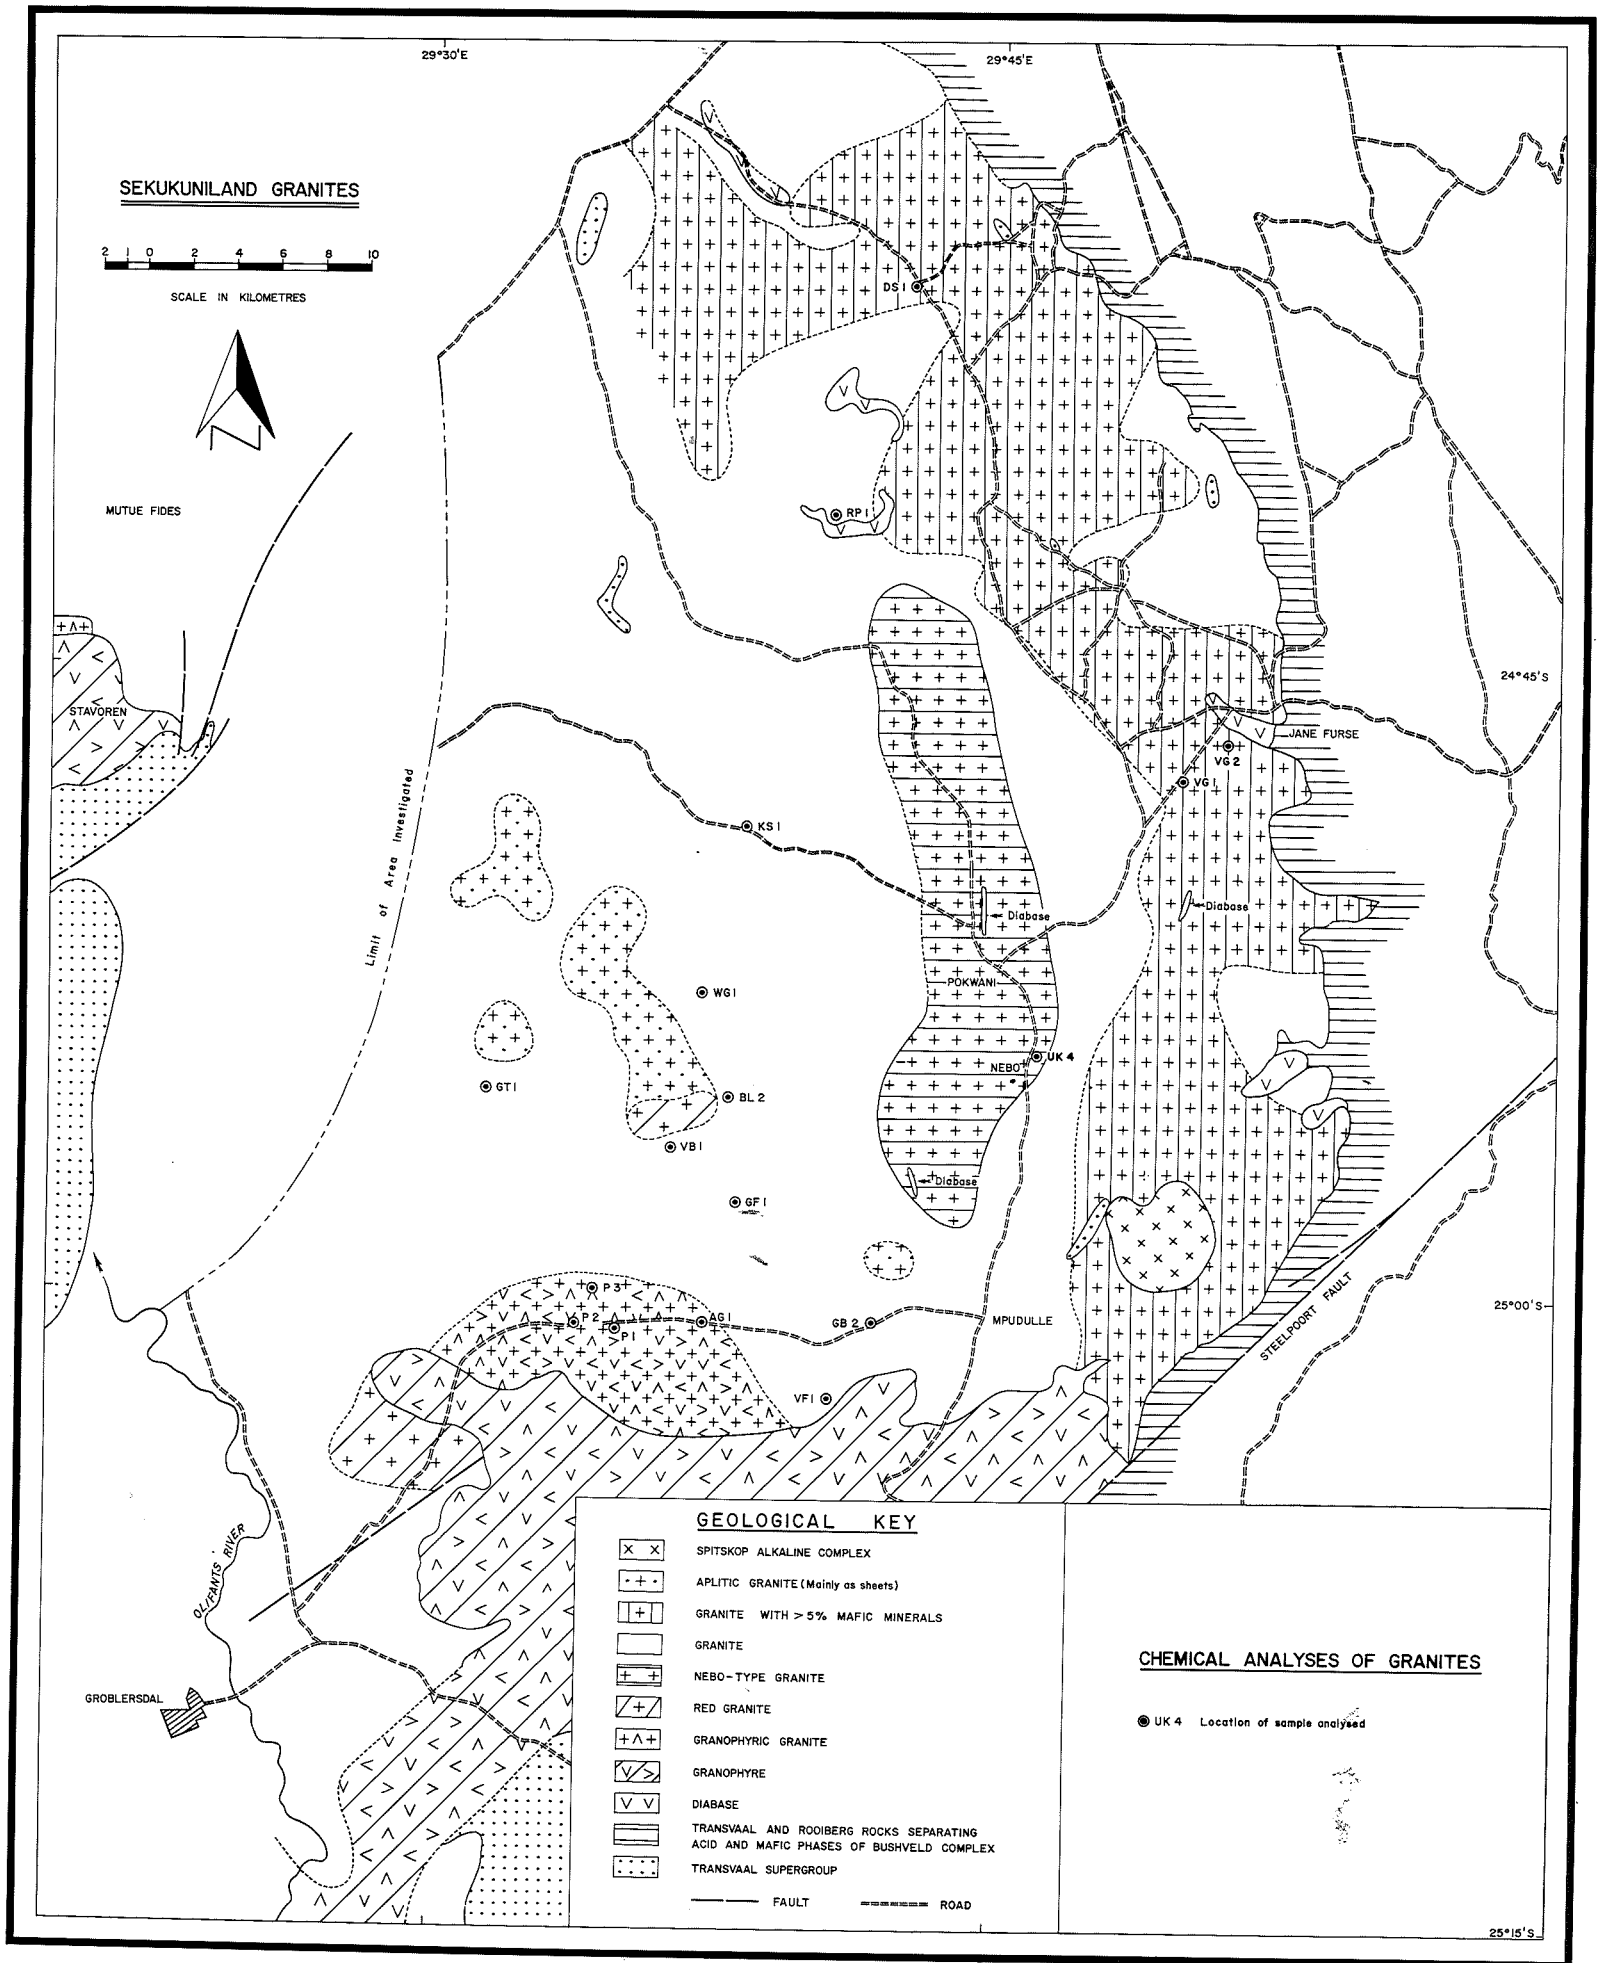 29°30'E
29°45'E
SEKUKUNILAND GRANITES
2 1 0 2 4 6 8 10
SCALE IN KILOMETRES
DS 1
MUTUE FIDES
RP 1
24°45'S
STAVOREN
JANE FURSE
VG 2
VG 1
Limit of Area Investigated
KS 1
Diabase
Diabase
POKWANI
WG 1
UK 4
NEBO
GT 1
BL 2
VB 1
Diabase
GF 1
P 3
P 2
AG 1
P 1
GB 2
MPUDULLE
25°00'S
STEELPOORT FAULT
VF 1
OLIFANTS RIVER
GROBLERSDAL
GEOLOGICAL KEY
SPITSKOP ALKALINE COMPLEX
APLITIC GRANITE (Mainly as sheets)
GRANITE WITH > 5% MAFIC MINERALS
GRANITE
NEBO-TYPE GRANITE
RED GRANITE
GRANOPHYRIC GRANITE
GRANOPHYRE
DIABASE
TRANSVAAL AND ROOIBERG ROCKS SEPARATING
ACID AND MAFIC PHASES OF BUSHVELD COMPLEX
TRANSVAAL SUPERGROUP
FAULT ROAD
CHEMICAL ANALYSES OF GRANITES
UK 4 Location of sample analysed
25°15'S